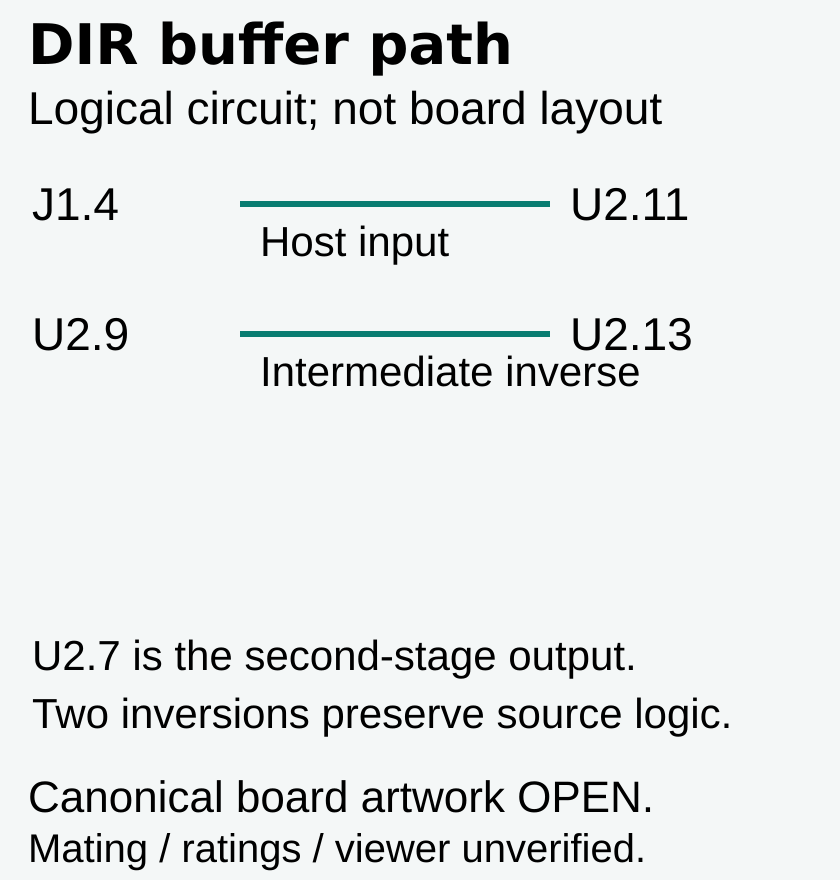 DIR buffer path
Logical circuit; not board layout
J1.4 U2.11
Host input
U2.9 U2.13
Intermediate inverse
U2.7 is the second-stage output.
Two inversions preserve source logic.
Canonical board artwork OPEN.
Mating / ratings / viewer unverified.